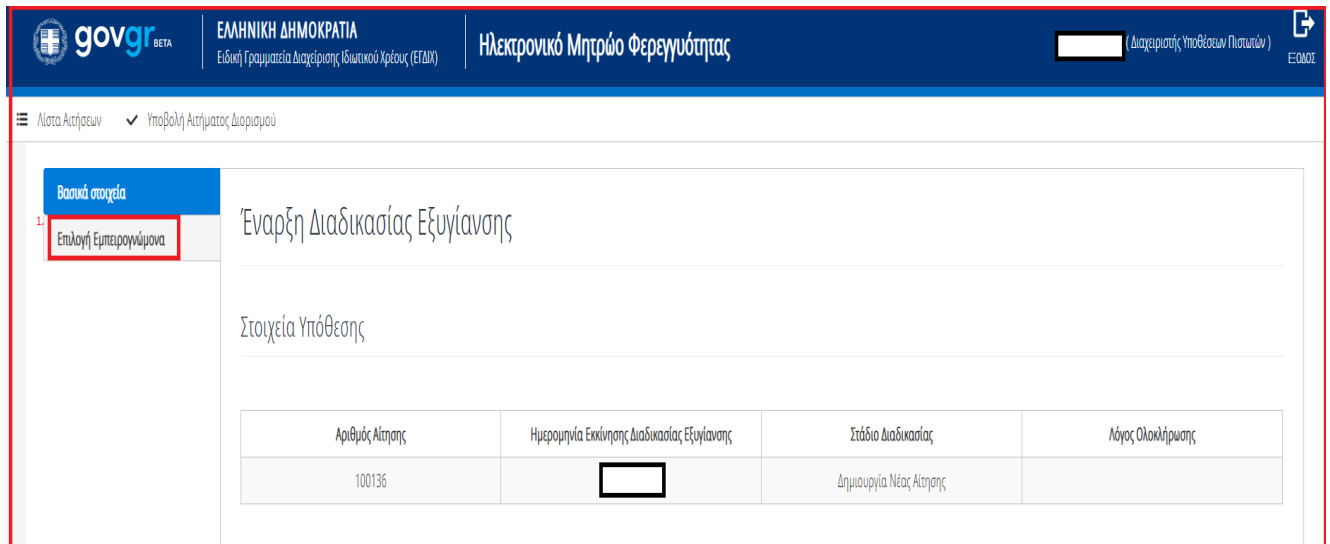 govgr BETA
ΕΛΛΗΝΙΚΗ ΔΗΜΟΚΡΑΤΙΑ
Ειδική Γραμματεία Διαχείρισης Ιδιωτικού Χρέους (ΕΓΔΙΧ)
Ηλεκτρονικό Μητρώο Φερεγγυότητας
( Διαχειριστής Υποθέσεων Πιστωτών )
ΕΞΟΔΟΣ
Λίστα Αιτήσεων
Υποβολή Αιτήματος Διορισμού
Βασικά στοιχεία
1.
Επιλογή Εμπειρογνώμονα
Έναρξη Διαδικασίας Εξυγίανσης
Στοιχεία Υπόθεσης
Αριθμός Αίτησης Ημερομηνία Εκκίνησης Διαδικασίας Εξυγίανσης Στάδιο Διαδικασίας Λόγος Ολοκλήρωσης
100136 Δημιουργία Νέας Αίτησης